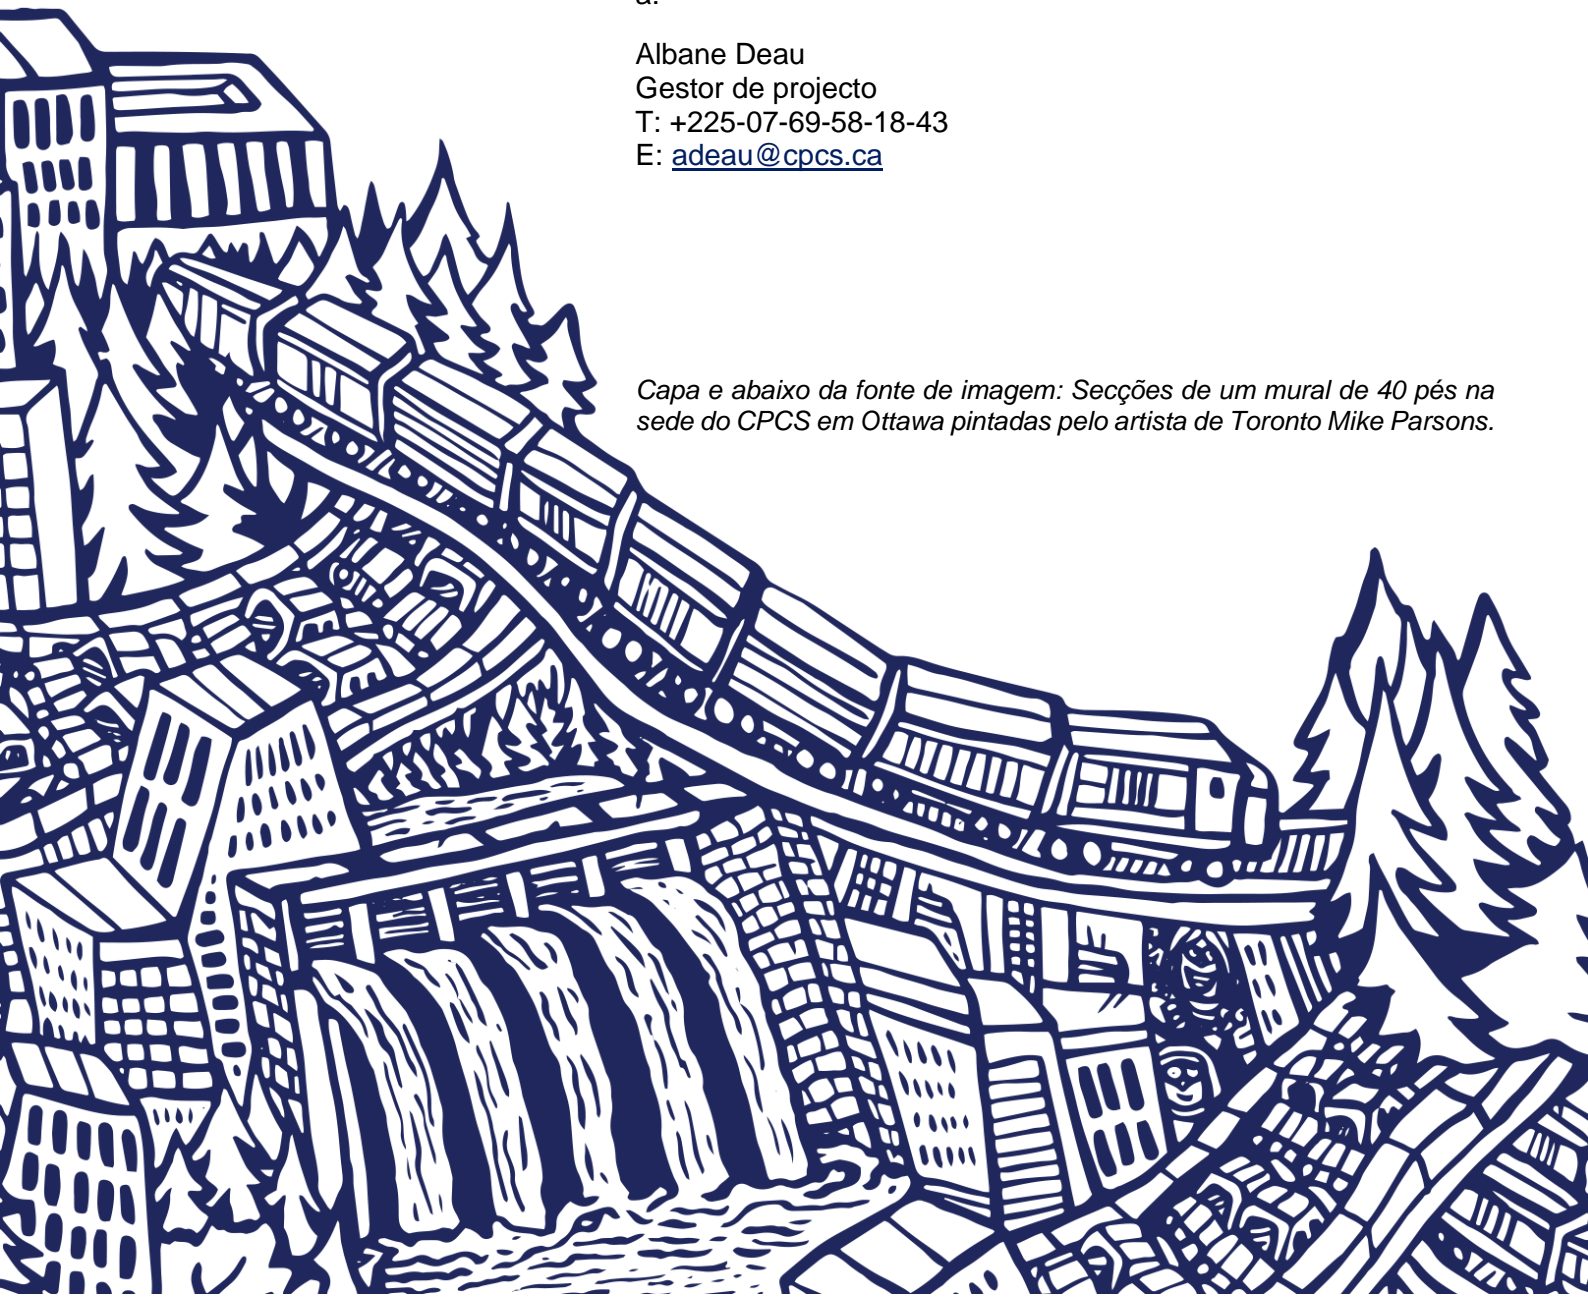 a:
Albane Deau
Gestor de projecto
T: +225-07-69-58-18-43
E: adeau@cpcs.ca
Capa e abaixo da fonte de imagem: Secções de um mural de 40 pés na
sede do CPCS em Ottawa pintadas pelo artista de Toronto Mike Parsons.